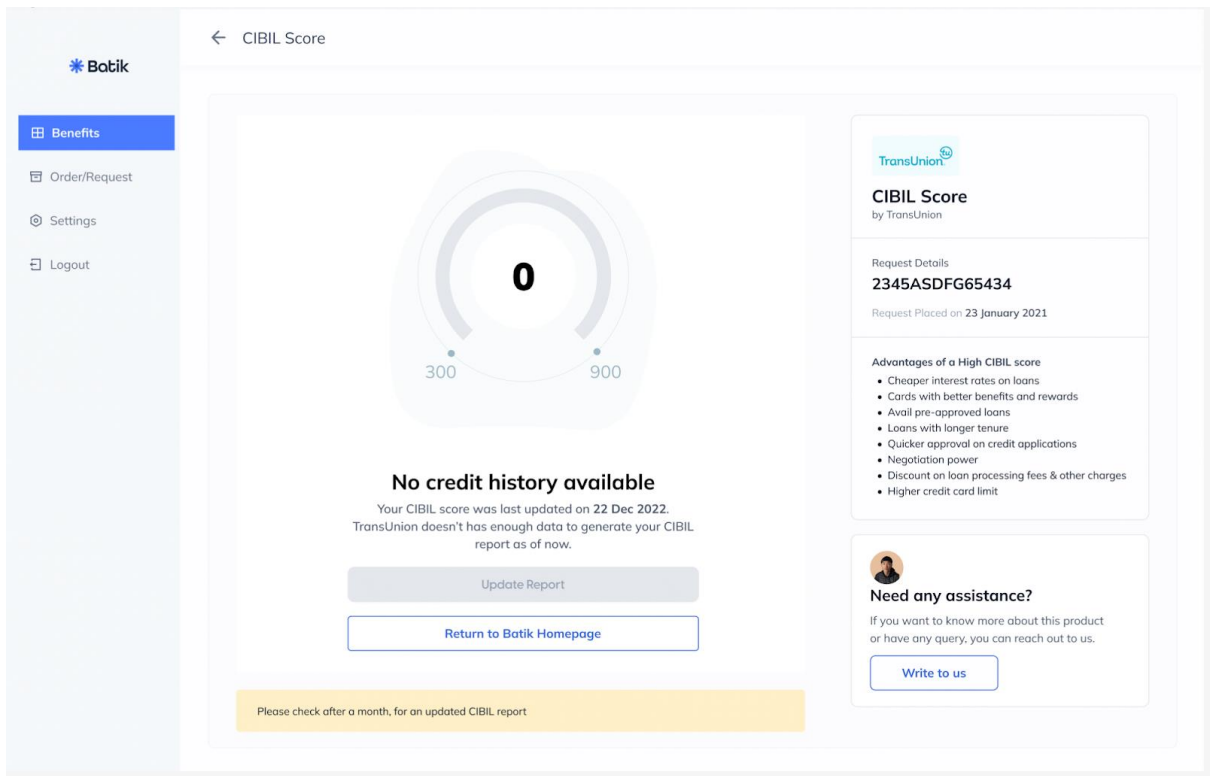 CIBIL Score
Batik
Benefits
Order/Request
Settings
Logout
0
300
900
No credit history available
Your CIBIL score was last updated on 22 Dec 2022.
TransUnion doesn't has enough data to generate your CIBIL
report as of now.
Update Report
Return to Batik Homepage
Please check after a month, for an updated CIBIL report
TransUnion
tu
CIBIL Score
by TransUnion
Request Details
2345ASDFG65434
Request Placed on 23 January 2021
Advantages of a High CIBIL score
• Cheaper interest rates on loans
• Cards with better benefits and rewards
• Avail pre-approved loans
• Loans with longer tenure
• Quicker approval on credit applications
• Negotiation power
• Discount on loan processing fees & other charges
• Higher credit card limit
Need any assistance?
If you want to know more about this product
or have any query, you can reach out to us.
Write to us